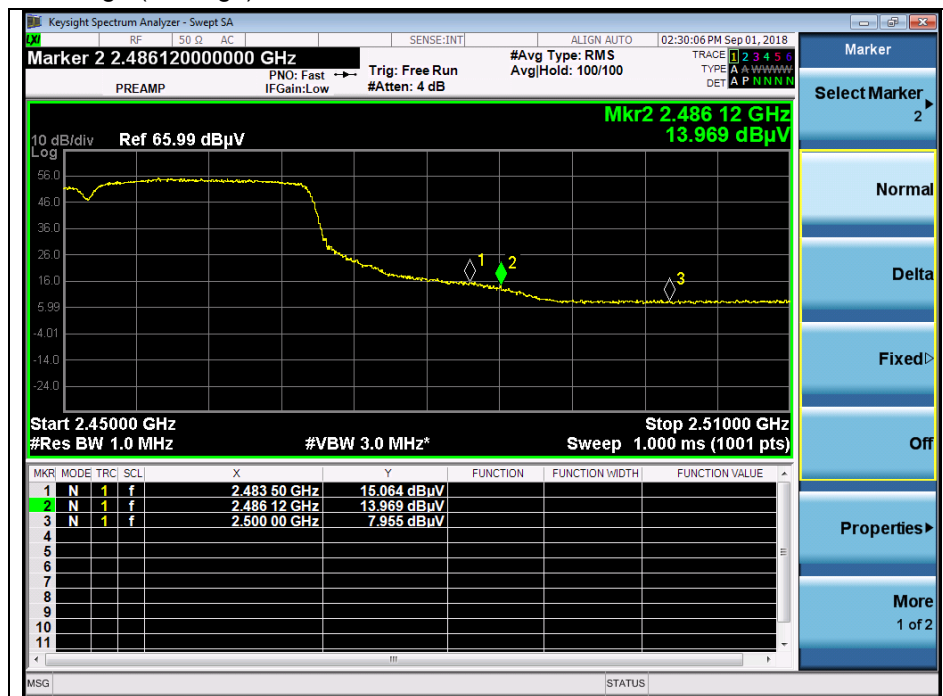 Keysight Spectrum Analyzer - Swept SA
LXI RF 50 Ω AC SENSE:INT ALIGN AUTO 02:30:06 PM Sep 01, 2018
Marker 2 2.486120000000 GHz
PREAMP
PNO: Fast
IFGain:Low
Trig: Free Run
#Atten: 4 dB
#Avg Type: RMS
Avg|Hold: 100/100
TRACE 1 2 3 4 5 6
TYPE A A W W W W
DET A P N N N N
Mkr2 2.486 12 GHz
13.969 dBµV
10 dB/div Ref 65.99 dBµV
Log
56.0
46.0
36.0
26.0
16.0
5.99
-4.01
-14.0
-24.0
1
2
3
Start 2.45000 GHz
Stop 2.51000 GHz
#Res BW 1.0 MHz
#VBW 3.0 MHz*
Sweep 1.000 ms (1001 pts)
MKR MODE TRC SCL X Y FUNCTION FUNCTION WIDTH FUNCTION VALUE
1 N 1 f 2.483 50 GHz 15.064 dBµV
2 N 1 f 2.486 12 GHz 13.969 dBµV
3 N 1 f 2.500 00 GHz 7.955 dBµV
4
5
6
7
8
9
10
11
MSG
STATUS
Marker
Select Marker
2
Normal
Delta
Fixed
Off
Properties
More
1 of 2